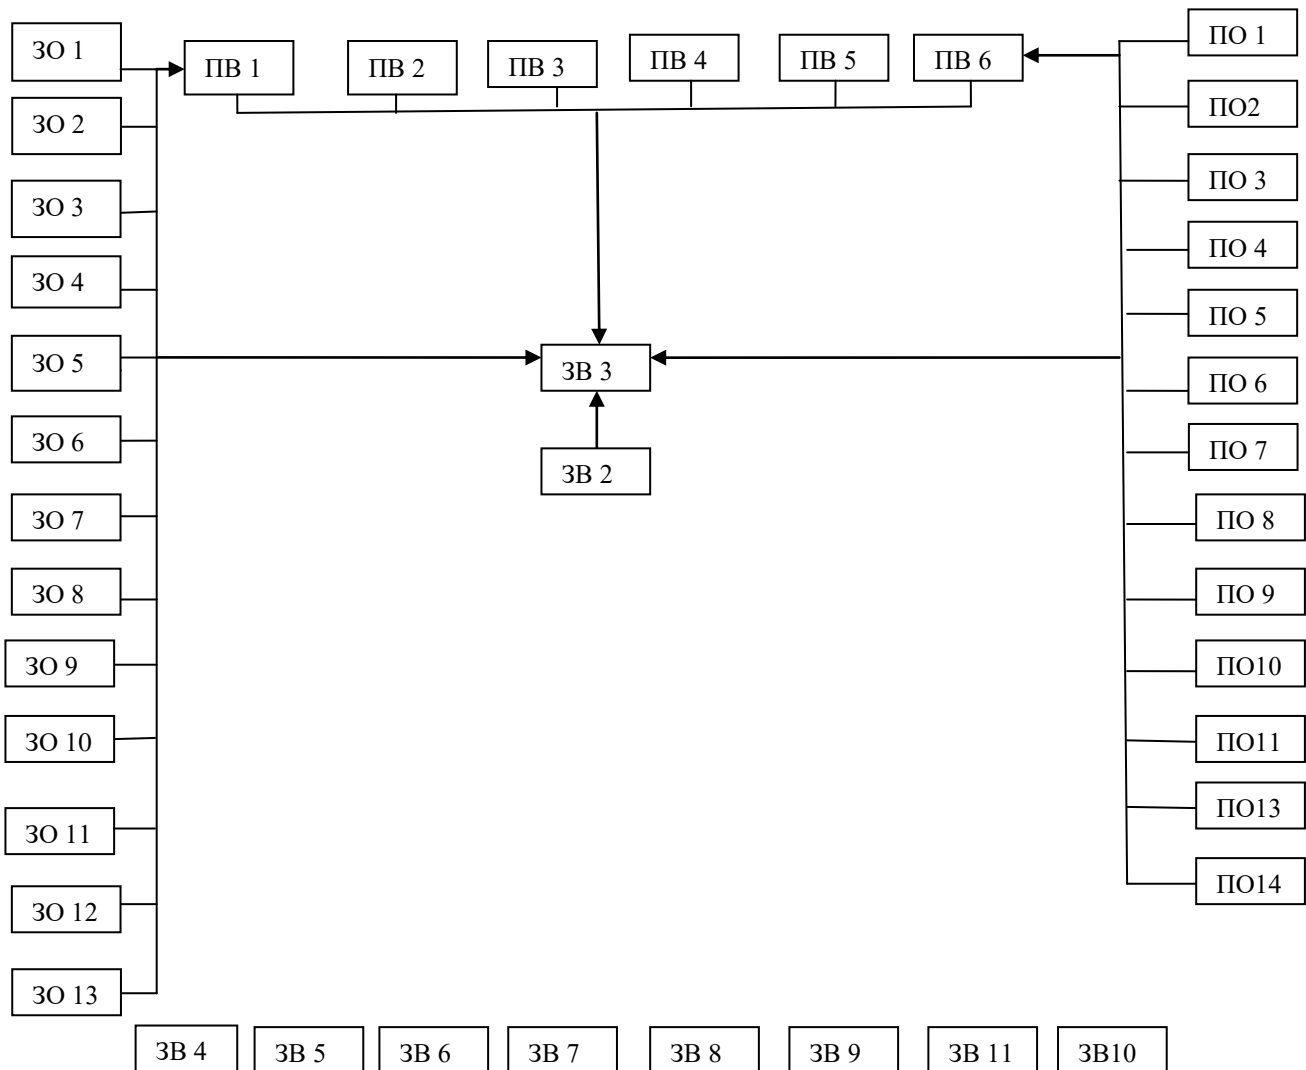 ЗО 1
ЗО 2
ЗО 3
ЗО 4
ЗО 5
ЗО 6
ЗО 7
ЗО 8
ЗО 9
ЗО 10
ЗО 11
ЗО 12
ЗО 13
ПВ 1
ПВ 2
ПВ 3
ПВ 4
ПВ 5
ПВ 6
ЗВ 3
ЗВ 2
ПО 1
ПО2
ПО 3
ПО 4
ПО 5
ПО 6
ПО 7
ПО 8
ПО 9
ПО10
ПО11
ПО13
ПО14
ЗВ 4
ЗВ 5
ЗВ 6
ЗВ 7
ЗВ 8
ЗВ 9
ЗВ 11
ЗВ10